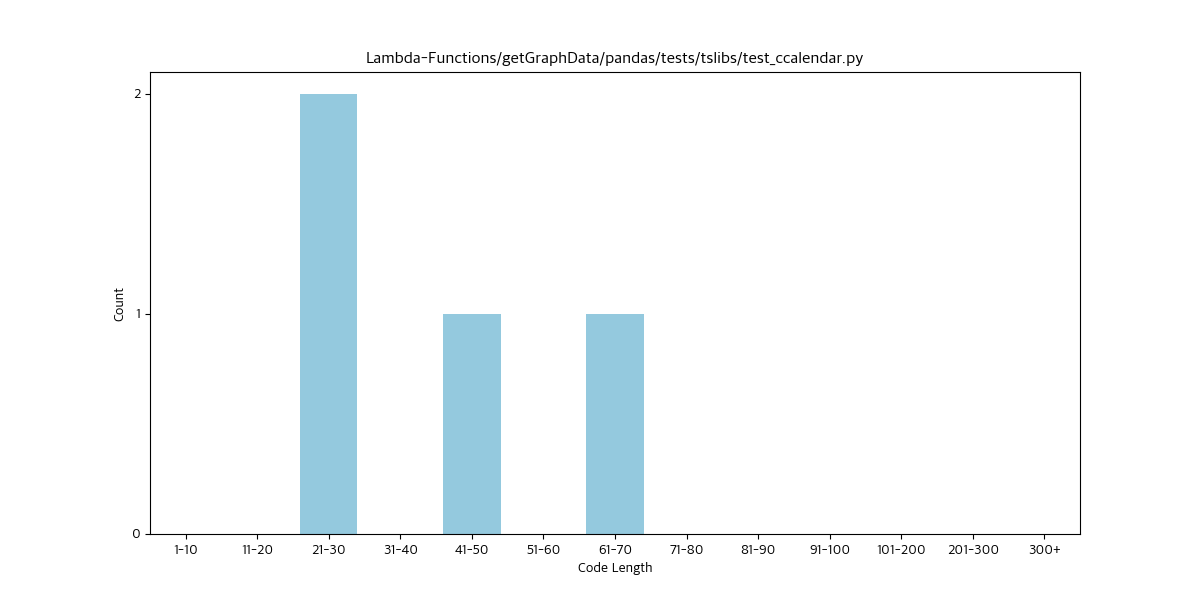 Lambda-Functions/getGraphData/pandas/tests/tslibs/test_ccalendar.py
2
1
0
Count
1-10 11-20 21-30 31-40 41-50 51-60 61-70 71-80 81-90 91-100 101-200 201-300 300+
Code Length